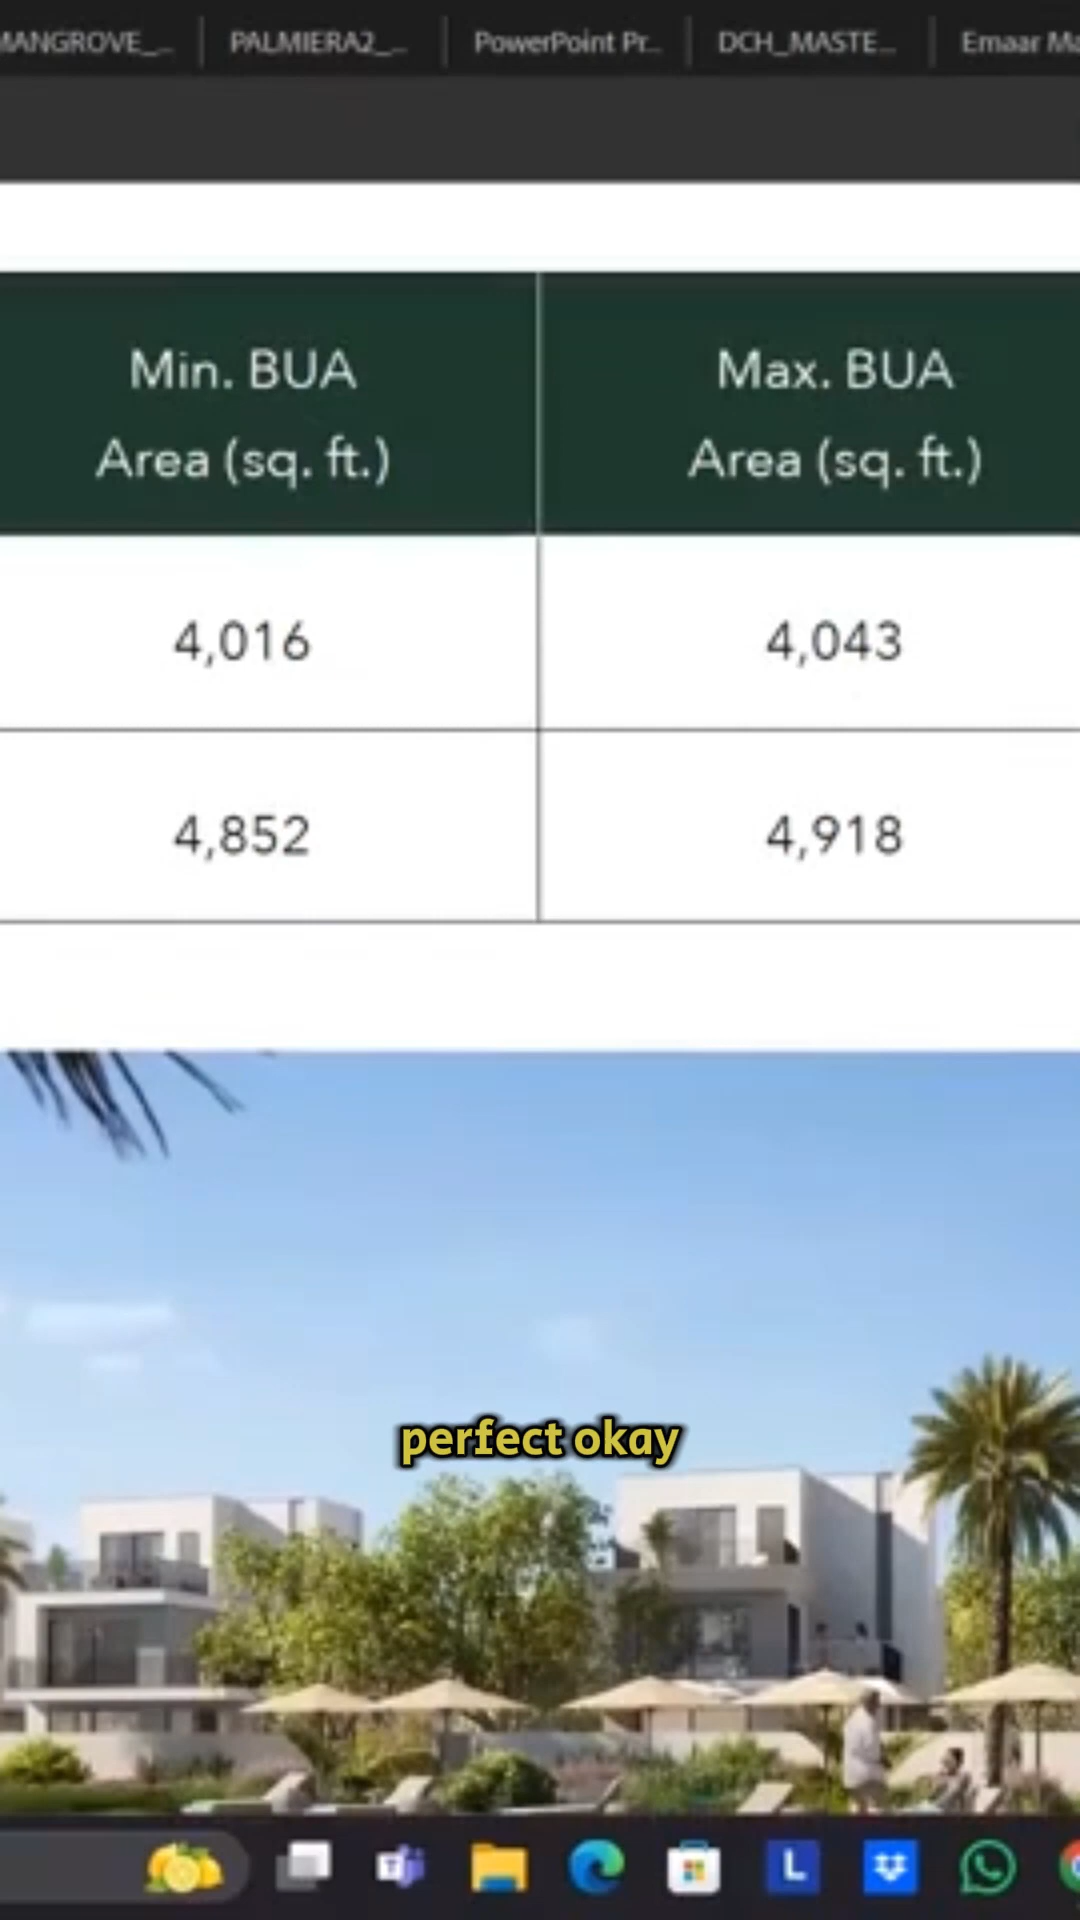 MANGROVE_...
PALMIERA2_...
PowerPoint Pr...
DCH_MASTE...
Emaar Ma
Min. BUA
Area (sq. ft.)
Max. BUA
Area (sq. ft.)
4,016
4,043
4,852
4,918
perfect okay
L